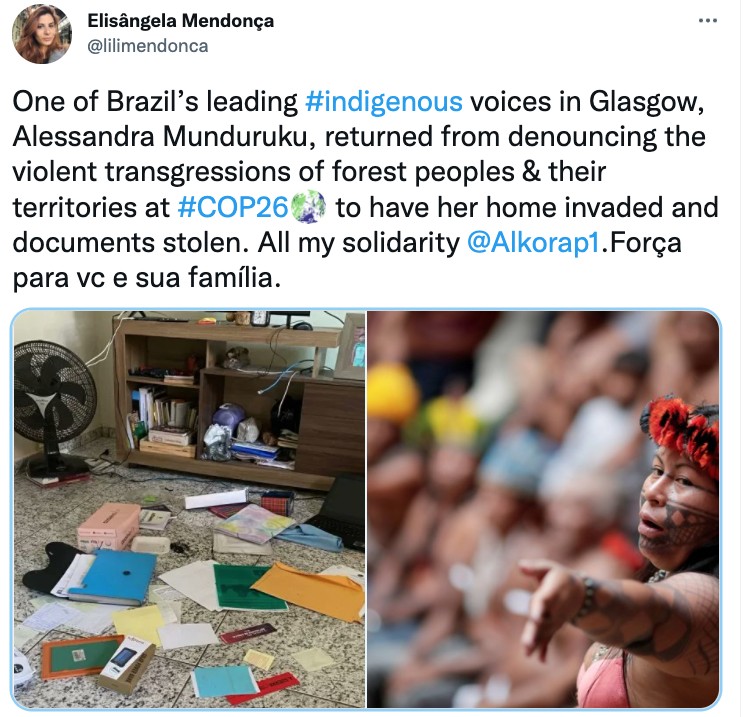 Elisângela Mendonça
@lilimendonca
One of Brazil’s leading #indigenous voices in Glasgow,
Alessandra Munduruku, returned from denouncing the
violent transgressions of forest peoples & their
territories at #COP26 to have her home invaded and
documents stolen. All my solidarity @Alkorap1.Força
para vc e sua família.